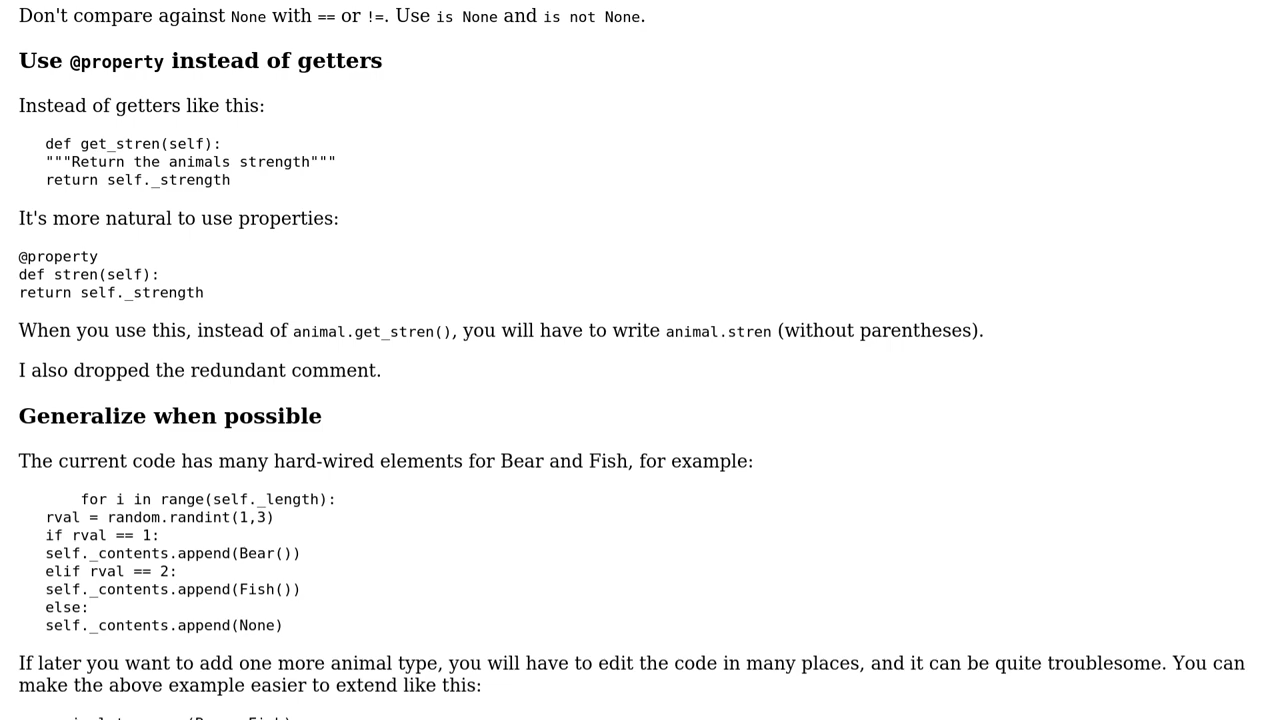 Don't compare against None with == or !=. Use is None and is not None.
Use @property instead of getters
Instead of getters like this:
def get_stren(self):
"""Return the animals strength"""
return self._strength
It's more natural to use properties:
@property
def stren(self):
return self._strength
When you use this, instead of animal.get_stren(), you will have to write animal.stren (without parentheses).
I also dropped the redundant comment.
Generalize when possible
The current code has many hard-wired elements for Bear and Fish, for example:
for i in range(self._length):
rval = random.randint(1,3)
if rval == 1:
self._contents.append(Bear())
elif rval == 2:
self._contents.append(Fish())
else:
self._contents.append(None)
If later you want to add one more animal type, you will have to edit the code in many places, and it can be quite troublesome. You can
make the above example easier to extend like this: